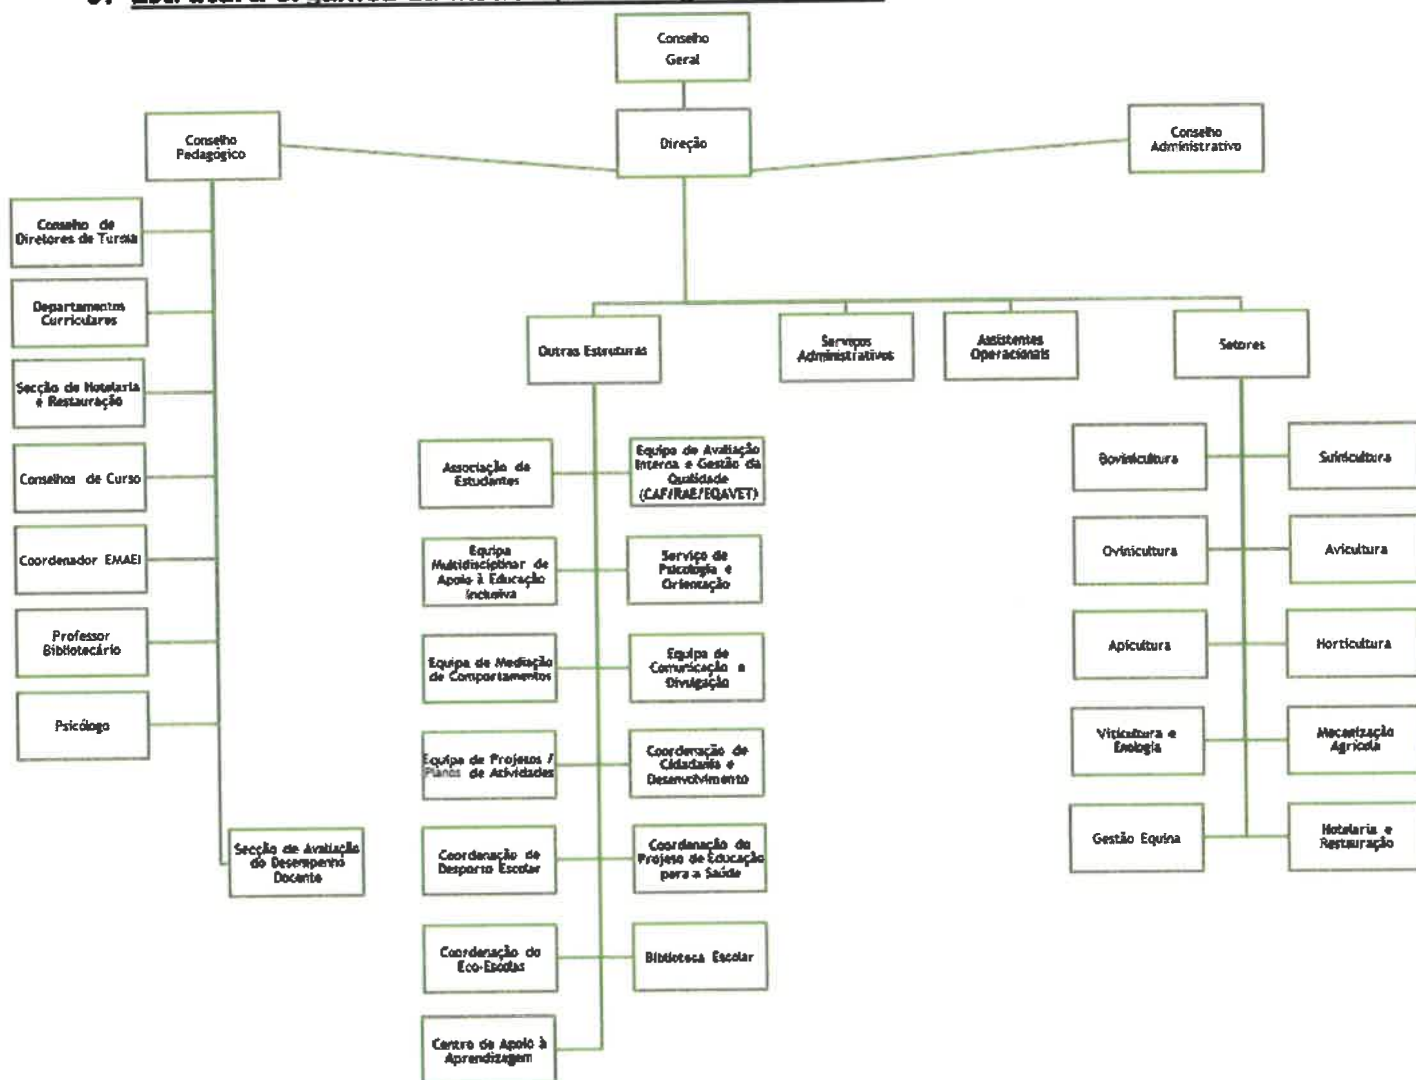 Conselho
Geral
Conselho
Pedagógico
Direção
Conselho
Administrativo
Conselho de
Diretores de Turma
Departamentos
Curriculares
Secção de Hotelaria
e Restauração
Conselhos de Curso
Coordenador EMAEI
Professor
Bibliotecário
Psicólogo
Secção de Avaliação
do Desempenho
Docente
Outras Estruturas
Serviços
Administrativos
Assistentes
Operacionais
Setores
Associação de
Estudantes
Equipa de Avaliação
Interna e Gestão da
Qualidade
(CAF/RAE/EQAVET)
Equipa
Multidisciplinar de
Apoio à Educação
Inclusiva
Serviço de
Psicologia e
Orientação
Equipa de Mediação
de Comportamentos
Equipa de
Comunicação e
Divulgação
Equipa de Projetos /
Planos de Atividades
Coordenação de
Cidadania e
Desenvolvimento
Coordenação de
Desporto Escolar
Coordenação do
Projeto de Educação
para a Saúde
Coordenação do
Eco-Escolas
Biblioteca Escolar
Centro de Apoio à
Aprendizagem
Bovinicultura
Suinicultura
Ovinicultura
Avicultura
Apicultura
Horticultura
Viticultura e
Enologia
Mecanização
Agrícola
Gestão Equina
Hotelaria e
Restauração